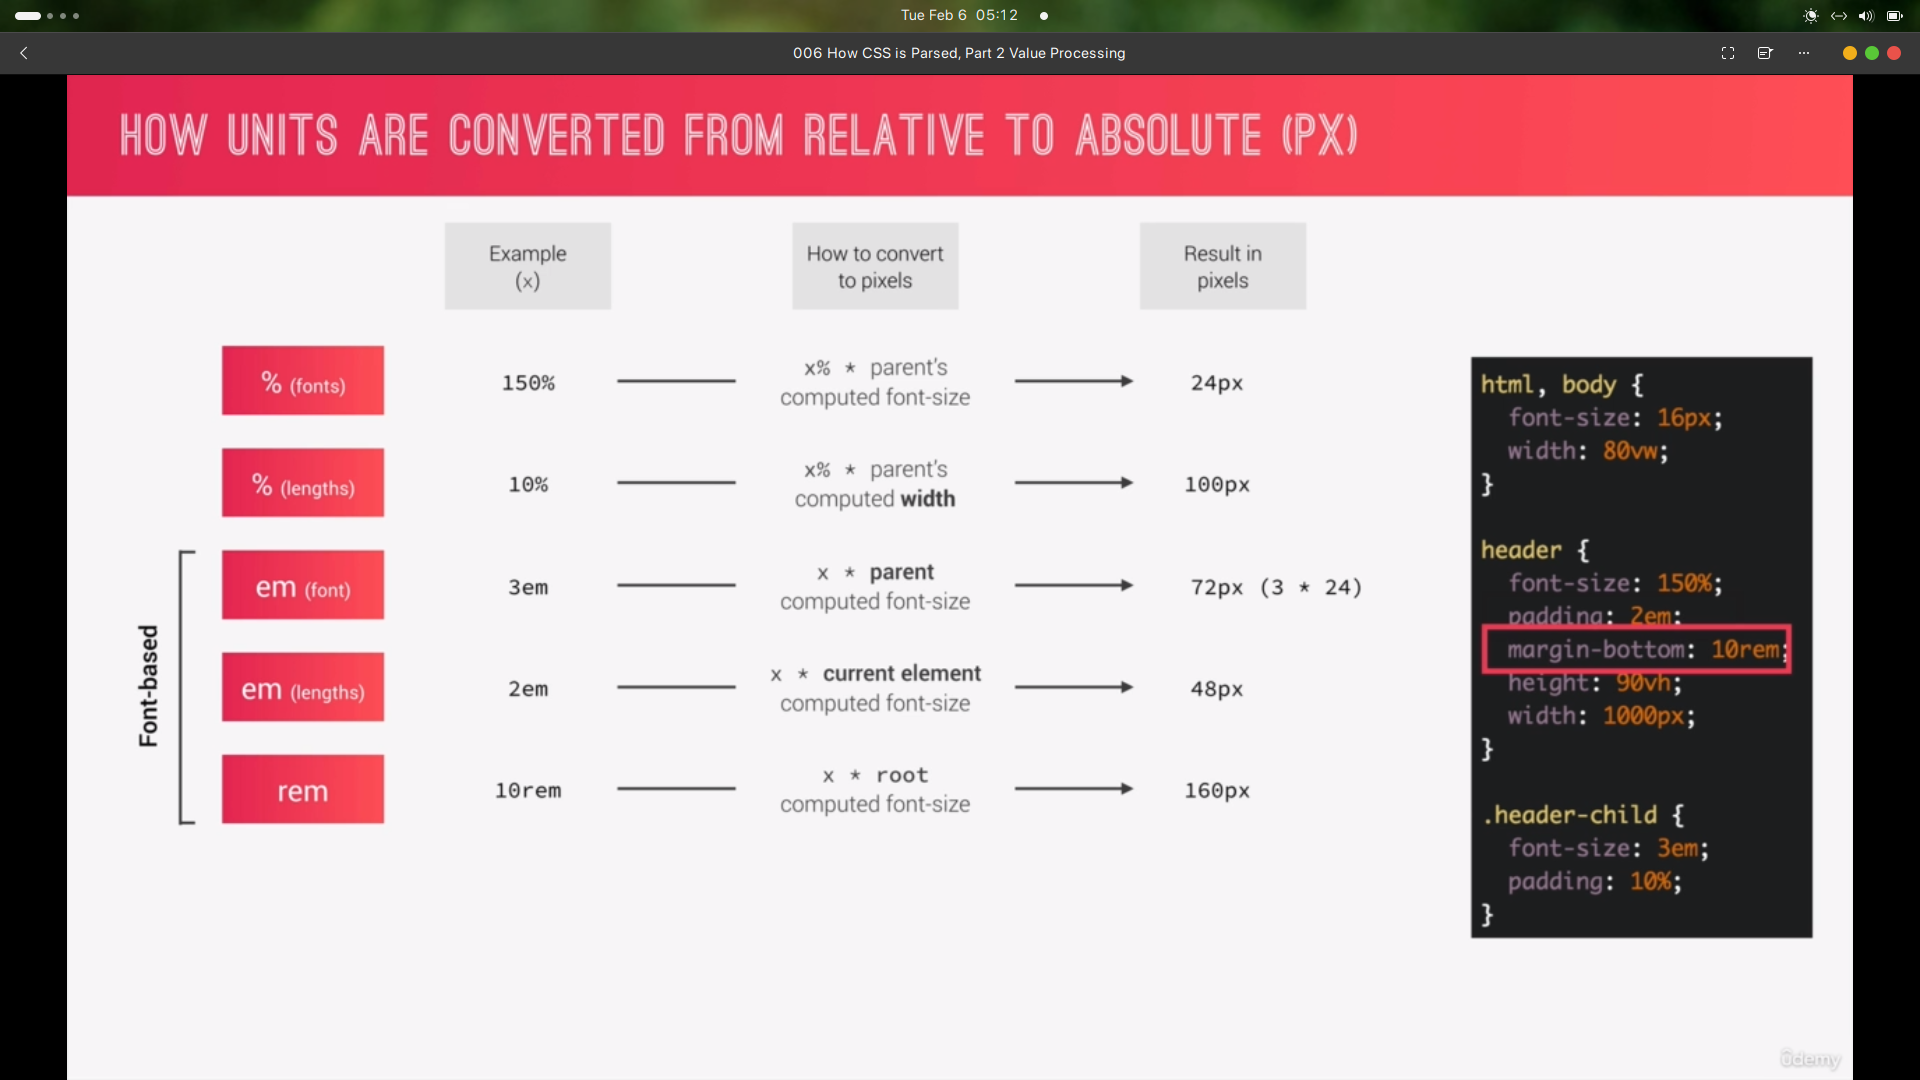 Tue Feb 6 05:12
006 How CSS is Parsed, Part 2 Value Processing
HOW UNITS ARE CONVERTED FROM RELATIVE TO ABSOLUTE (PX)
Example
(x)
How to convert
to pixels
Result in
pixels
% (fonts)
150%
x% * parent's
computed font-size
24px
% (lengths)
10%
x% * parent's
computed width
100px
Font-based
em (font)
3em
x * parent
computed font-size
72px (3 * 24)
em (lengths)
2em
x * current element
computed font-size
48px
rem
10rem
x * root
computed font-size
160px
html, body {
font-size: 16px;
width: 80vw;
}
header {
font-size: 150%;
padding: 2em;
margin-bottom: 10rem;
height: 90vh;
width: 1000px;
}
.header-child {
font-size: 3em;
padding: 10%;
}
ûdemy